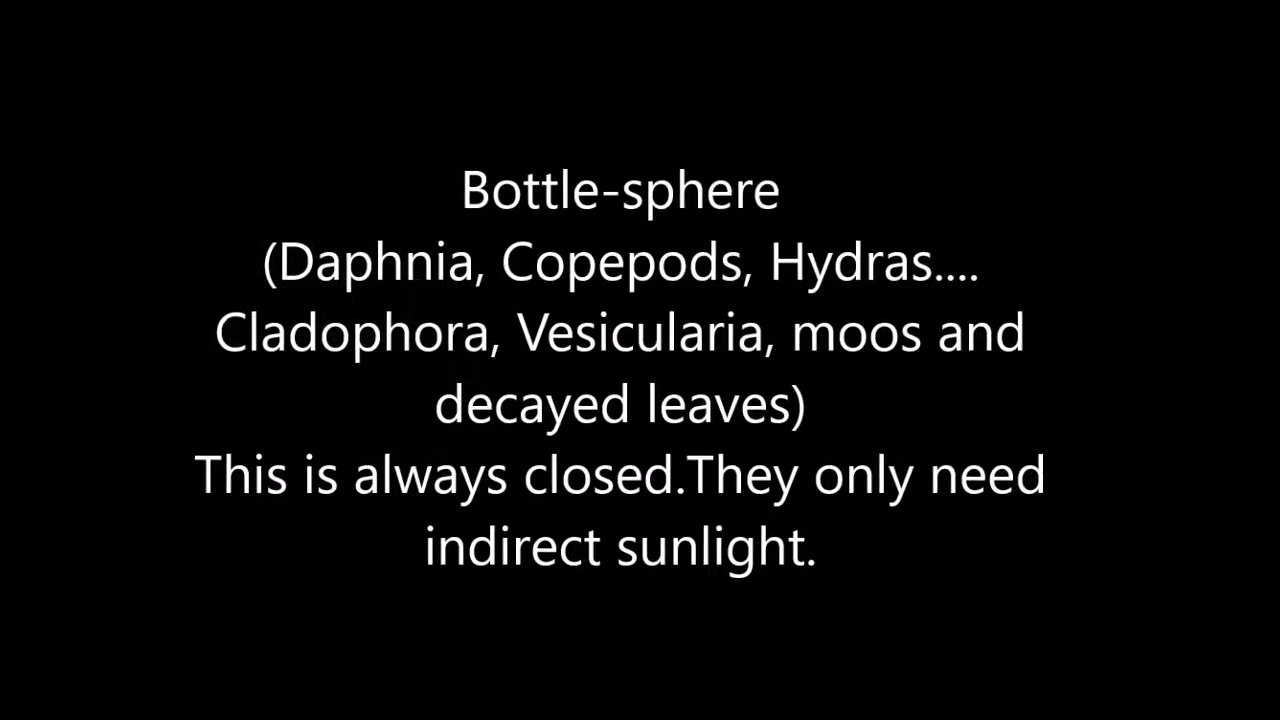 Bottle-sphere
(Daphnia, Copepods, Hydras....
Cladophora, Vesicularia, moos and
decayed leaves)
This is always closed.They only need
indirect sunlight.